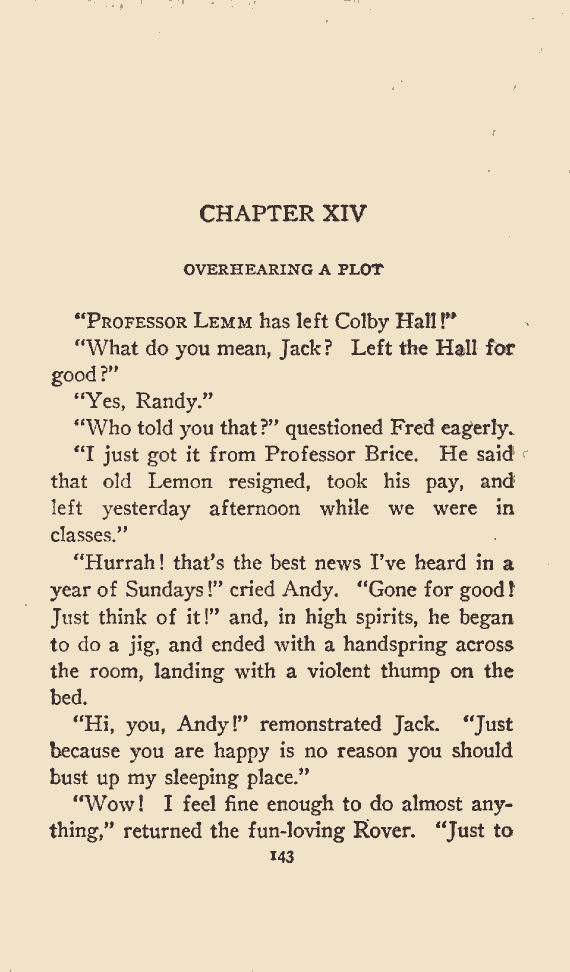 CHAPTER XIV
OVERHEARING A PLOT
“PROFESSOR LEMM has left Colby Hall!”
“What do you mean, Jack? Left the Hall for
good?”
“Yes, Randy.”
“Who told you that?” questioned Fred eagerly.
“I just got it from Professor Brice. He said
that old Lemon resigned, took his pay, and
left yesterday afternoon while we were in
classes.”
“Hurrah! that’s the best news I’ve heard in a
year of Sundays!” cried Andy. “Gone for good!
Just think of it!” and, in high spirits, he began
to do a jig, and ended with a handspring across
the room, landing with a violent thump on the
bed.
“Hi, you, Andy!” remonstrated Jack. “Just
because you are happy is no reason you should
bust up my sleeping place.”
“Wow! I feel fine enough to do almost any-
thing,” returned the fun-loving Rover. “Just to
143